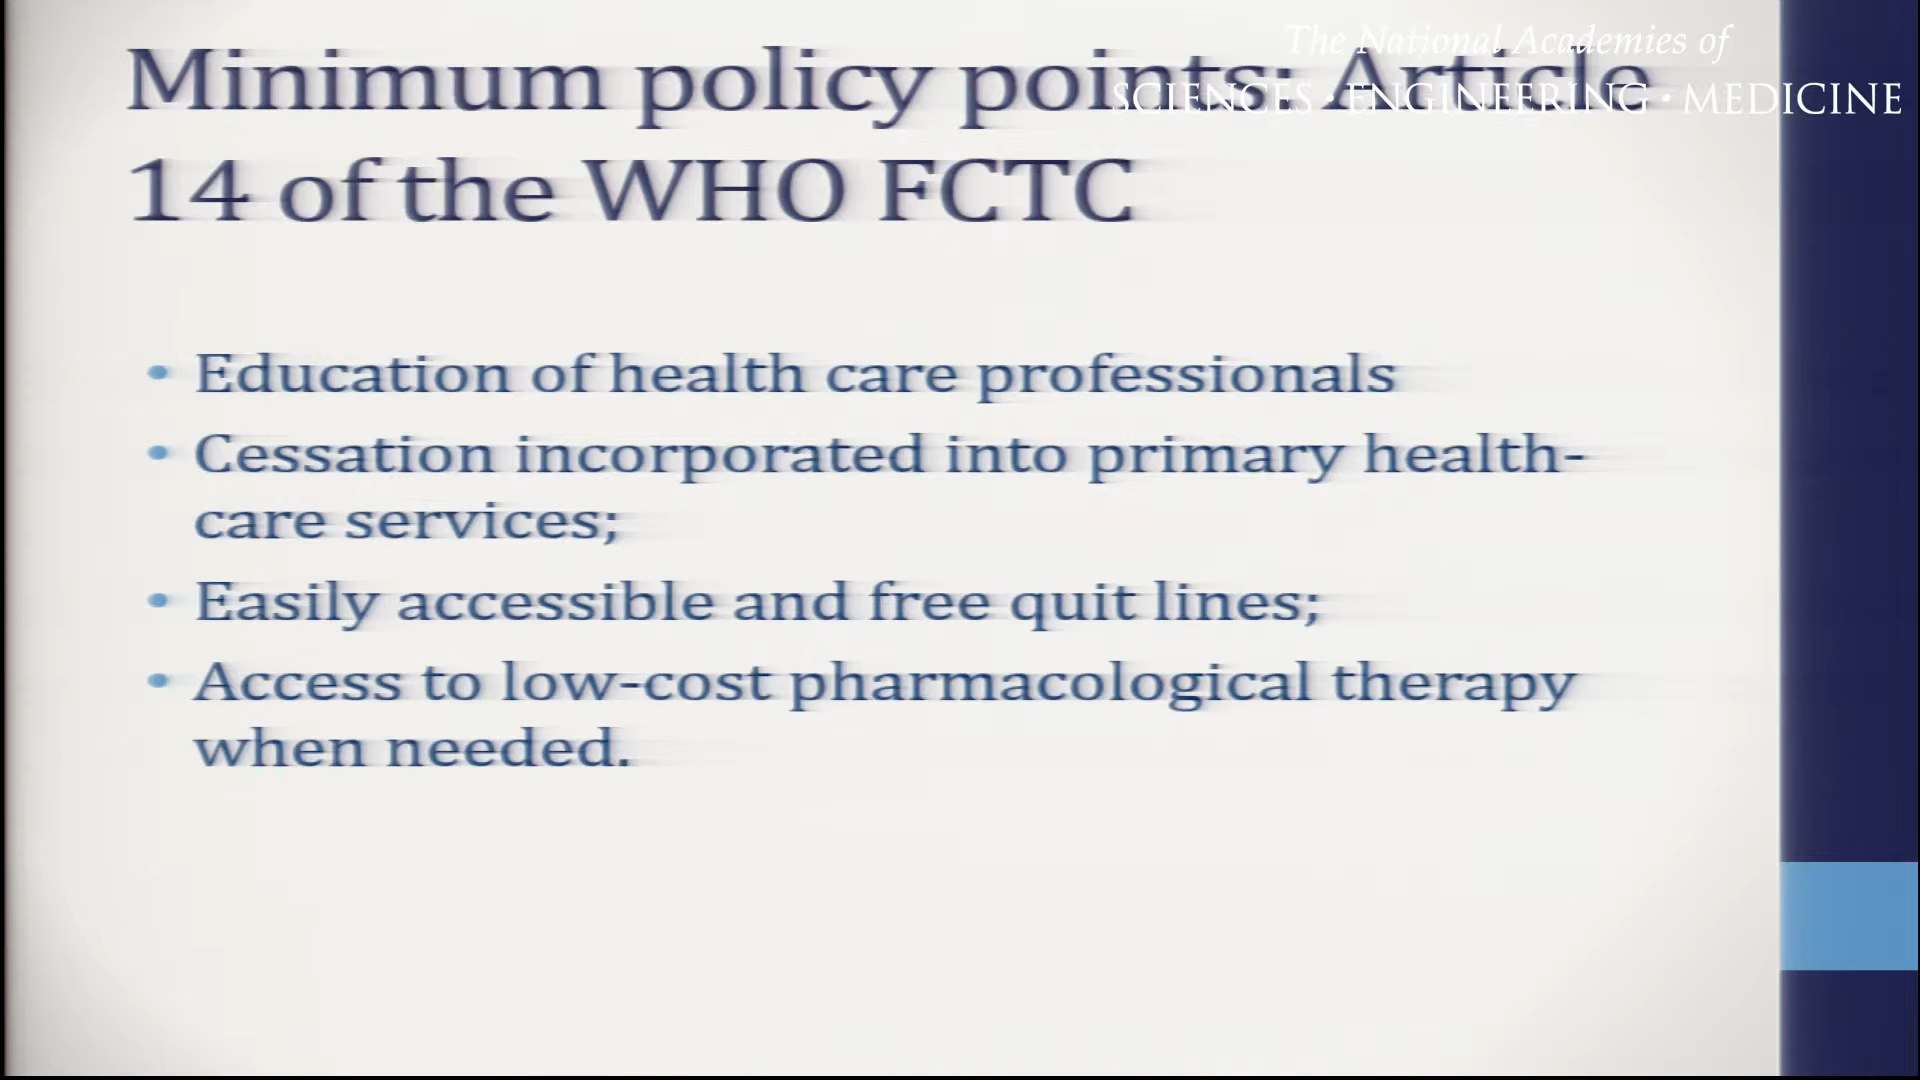 The National Academies of
SCIENCES · ENGINEERING · MEDICINE
Minimum policy points: Article
14 of the WHO FCTC
• Education of health care professionals
• Cessation incorporated into primary health-
care services;
• Easily accessible and free quit lines;
• Access to low-cost pharmacological therapy
when needed.